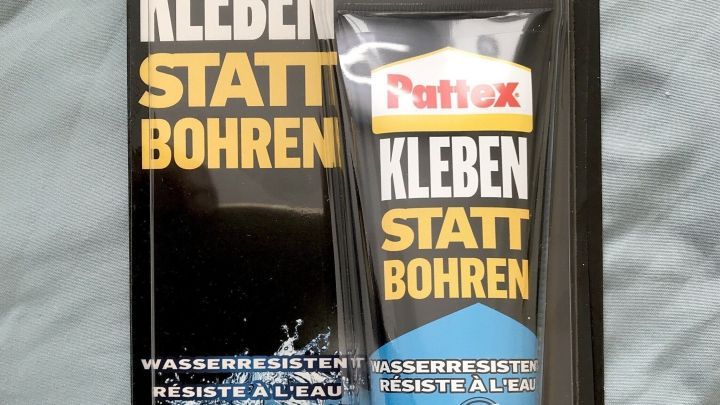 KLEBEN
STATT
BOHREN
WASSERRESISTENT
RÉSISTE À L'EAU
Pattex
KLEBEN
STATT
BOHREN
WASSERRESISTENT
RÉSISTE À L'EAU